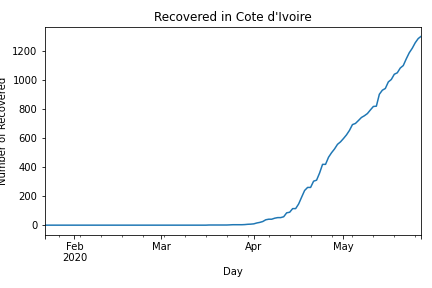 Recovered in Cote d'Ivoire
Number of Recovered
1200
1000
800
600
400
200
0
Feb
2020
Mar
Apr
May
Day